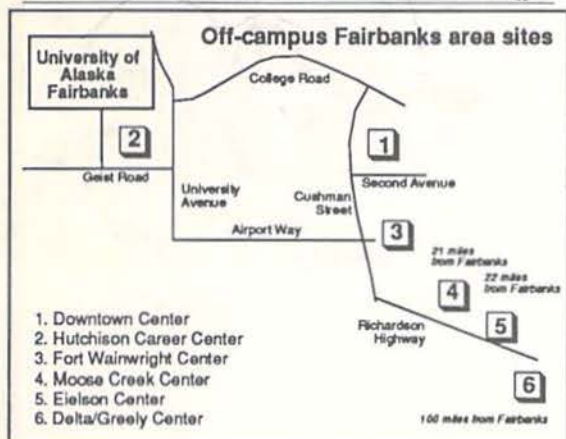 Off-campus Fairbanks area sites
University of
Alaska
Fairbanks
College Road
2
1
Geist Road
Second Avenue
University
Avenue
Cushman
Street
Airport Way
3
21 miles
from Fairbanks
22 miles
from Fairbanks
4
5
Richardson
Highway
1. Downtown Center
2. Hutchison Career Center
3. Fort Wainwright Center
4. Moose Creek Center
5. Eielson Center
6. Delta/Greely Center
6
100 miles from Fairbanks